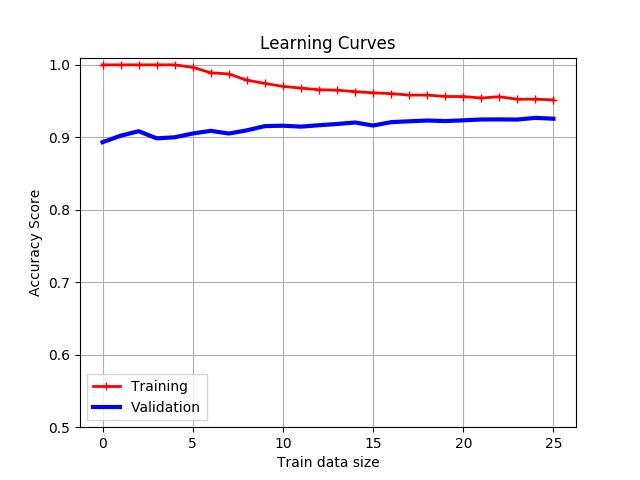 Learning Curves
1.0
0.9
0.8
0.7
0.6
0.5
Accuracy Score
Training
Validation
0 5 10 15 20 25
Train data size